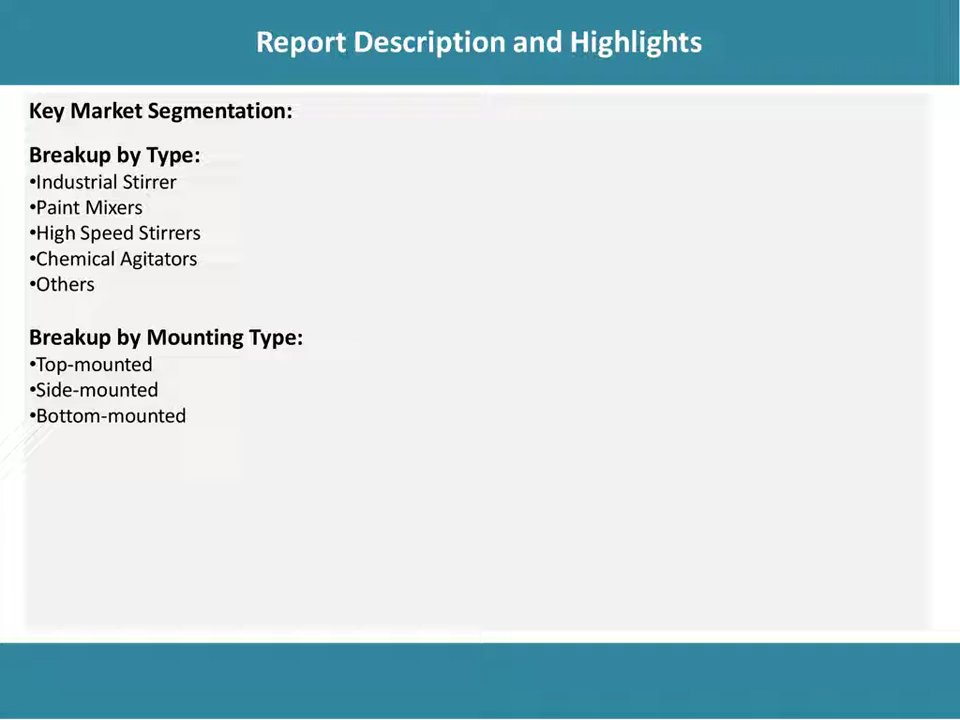 Report Description and Highlights
Key Market Segmentation:
Breakup by Type:
•Industrial Stirrer
•Paint Mixers
•High Speed Stirrers
•Chemical Agitators
•Others
Breakup by Mounting Type:
•Top-mounted
•Side-mounted
•Bottom-mounted